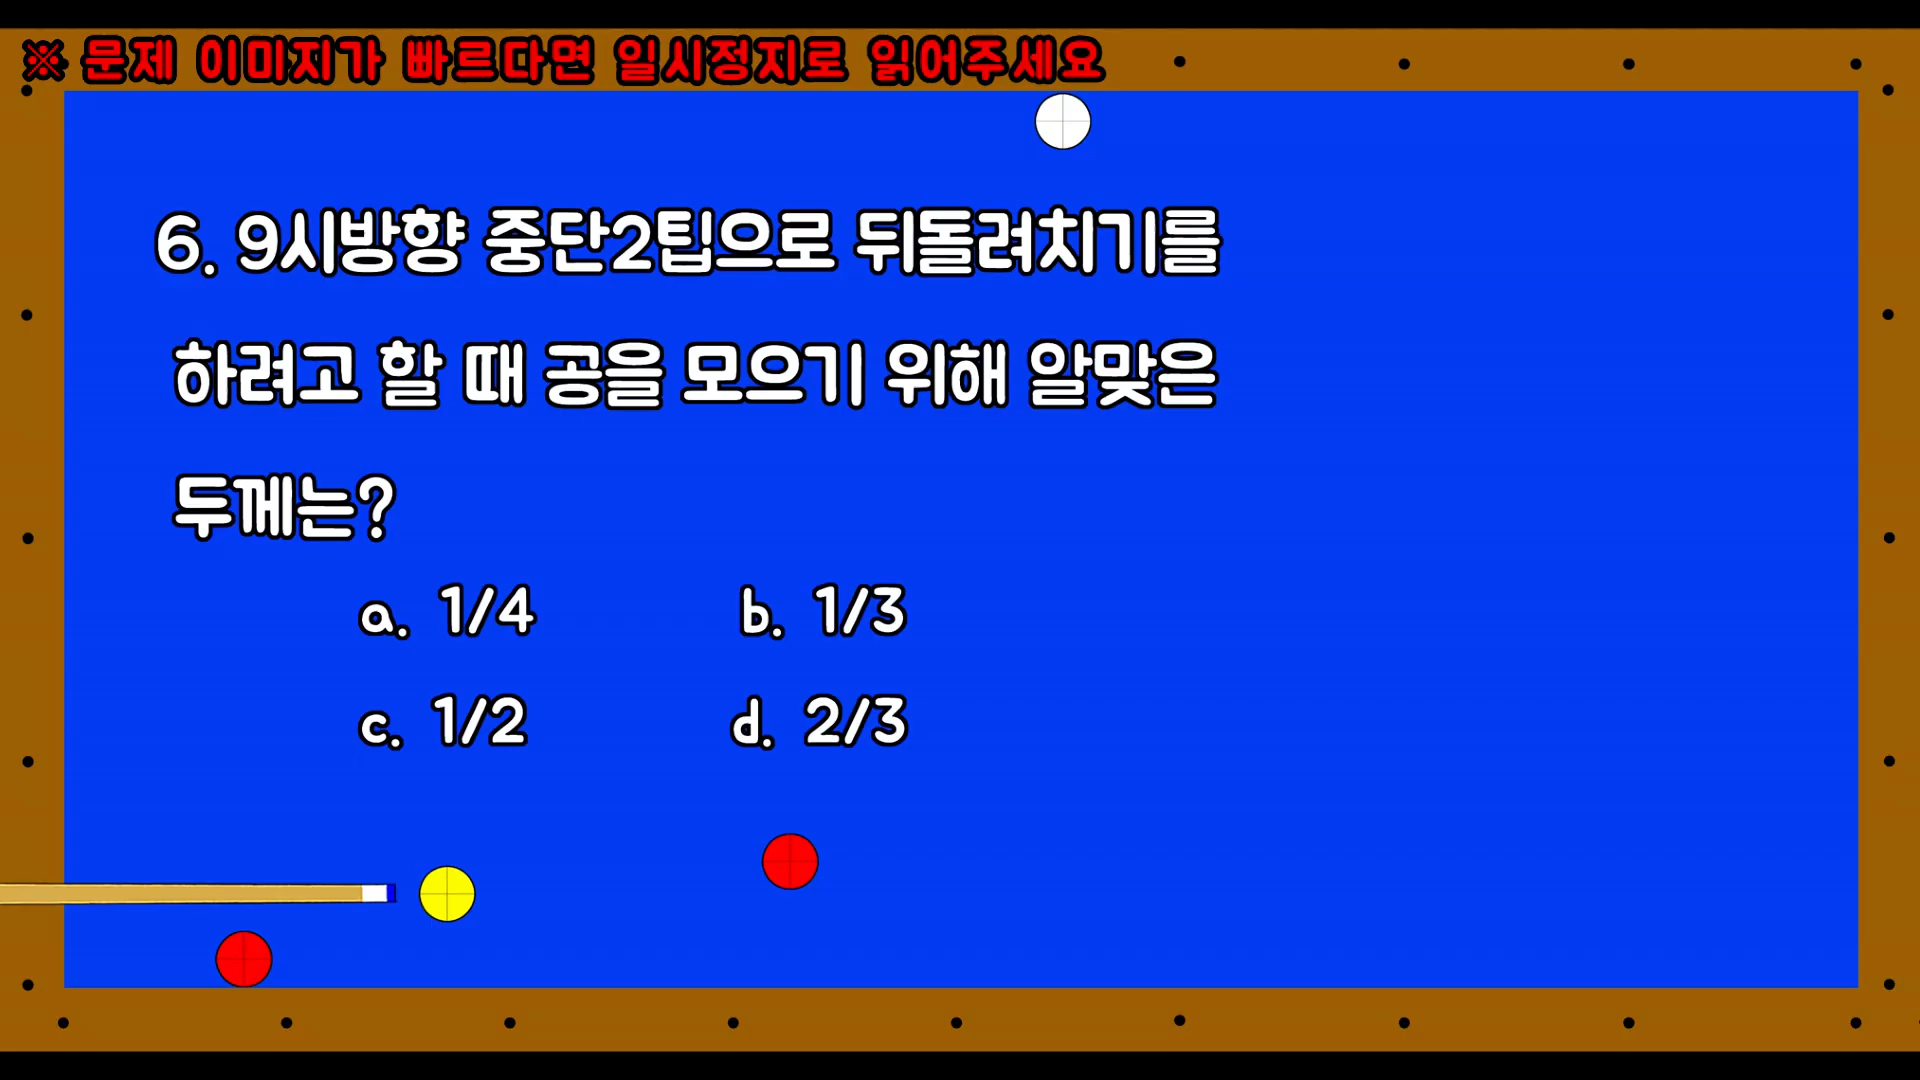 ※ 문제 이미지가 빠르다면 일시정지로 읽어주세요
6. 9시방향 중단2팁으로 뒤돌려치기를
하려고 할 때 공을 모으기 위해 알맞은
두께는?
a. 1/4 b. 1/3
c. 1/2 d. 2/3